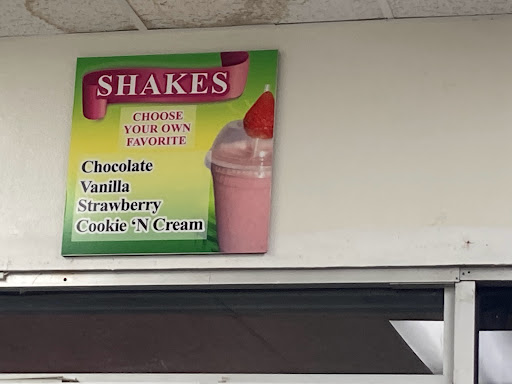 SHAKES
CHOOSE
YOUR OWN
FAVORITE
Chocolate
Vanilla
Strawberry
Cookie 'N Cream